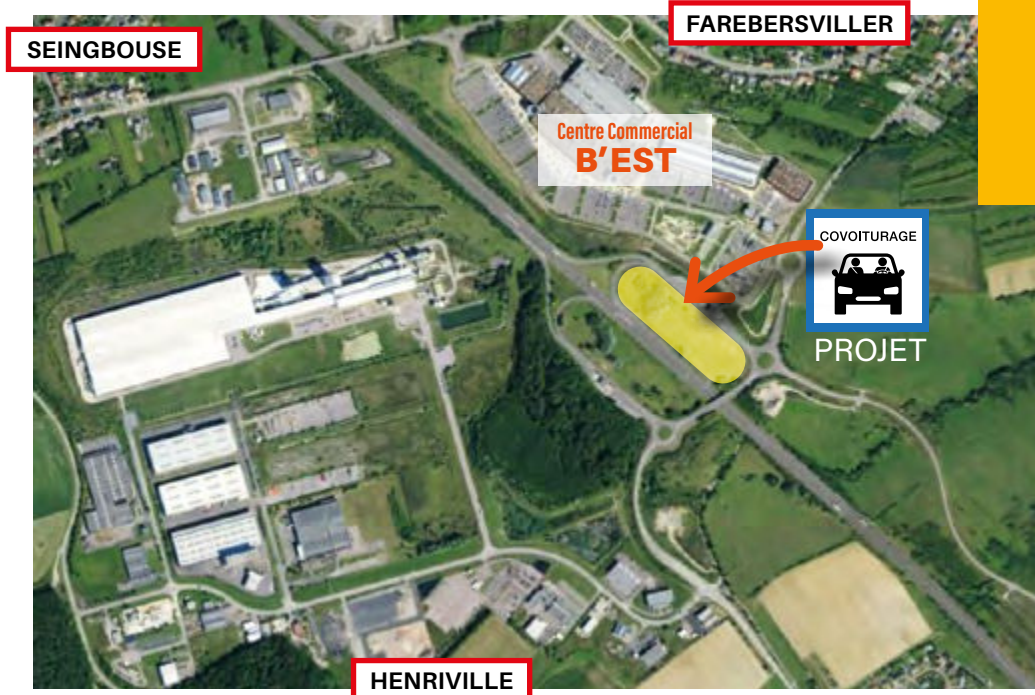 SEINGBOUSE
FAREBERSVILLER
Centre Commercial
B'EST
COVOITURAGE
PROJET
HENRIVILLE